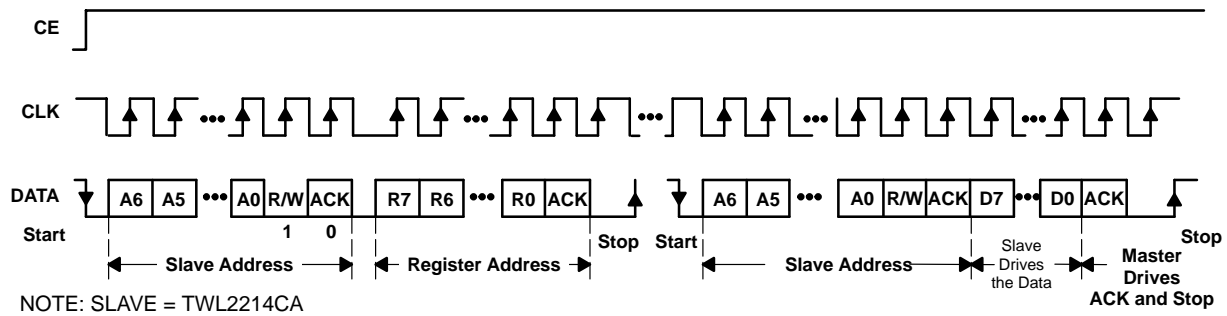 CE
CLK
DATA A6 A5 ••• A0 R/W ACK R7 R6 ••• R0 ACK A6 A5 ••• A0 R/W ACK D7 ••• D0 ACK
Start 1 0 Stop Start Stop
Slave Address Register Address Slave Address Slave Drives the Data Master Drives ACK and Stop
NOTE: SLAVE = TWL2214CA